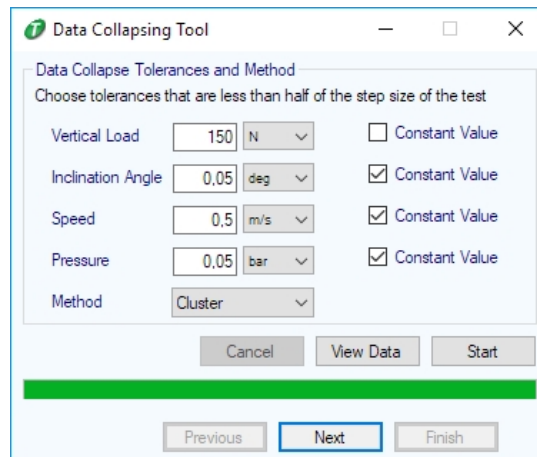 Data Collapsing Tool
Data Collapse Tolerances and Method
Choose tolerances that are less than half of the step size of the test
Vertical Load 150 N Constant Value
Inclination Angle 0,05 deg Constant Value
Speed 0,5 m/s Constant Value
Pressure 0,05 bar Constant Value
Method Cluster
Cancel View Data Start
Previous Next Finish